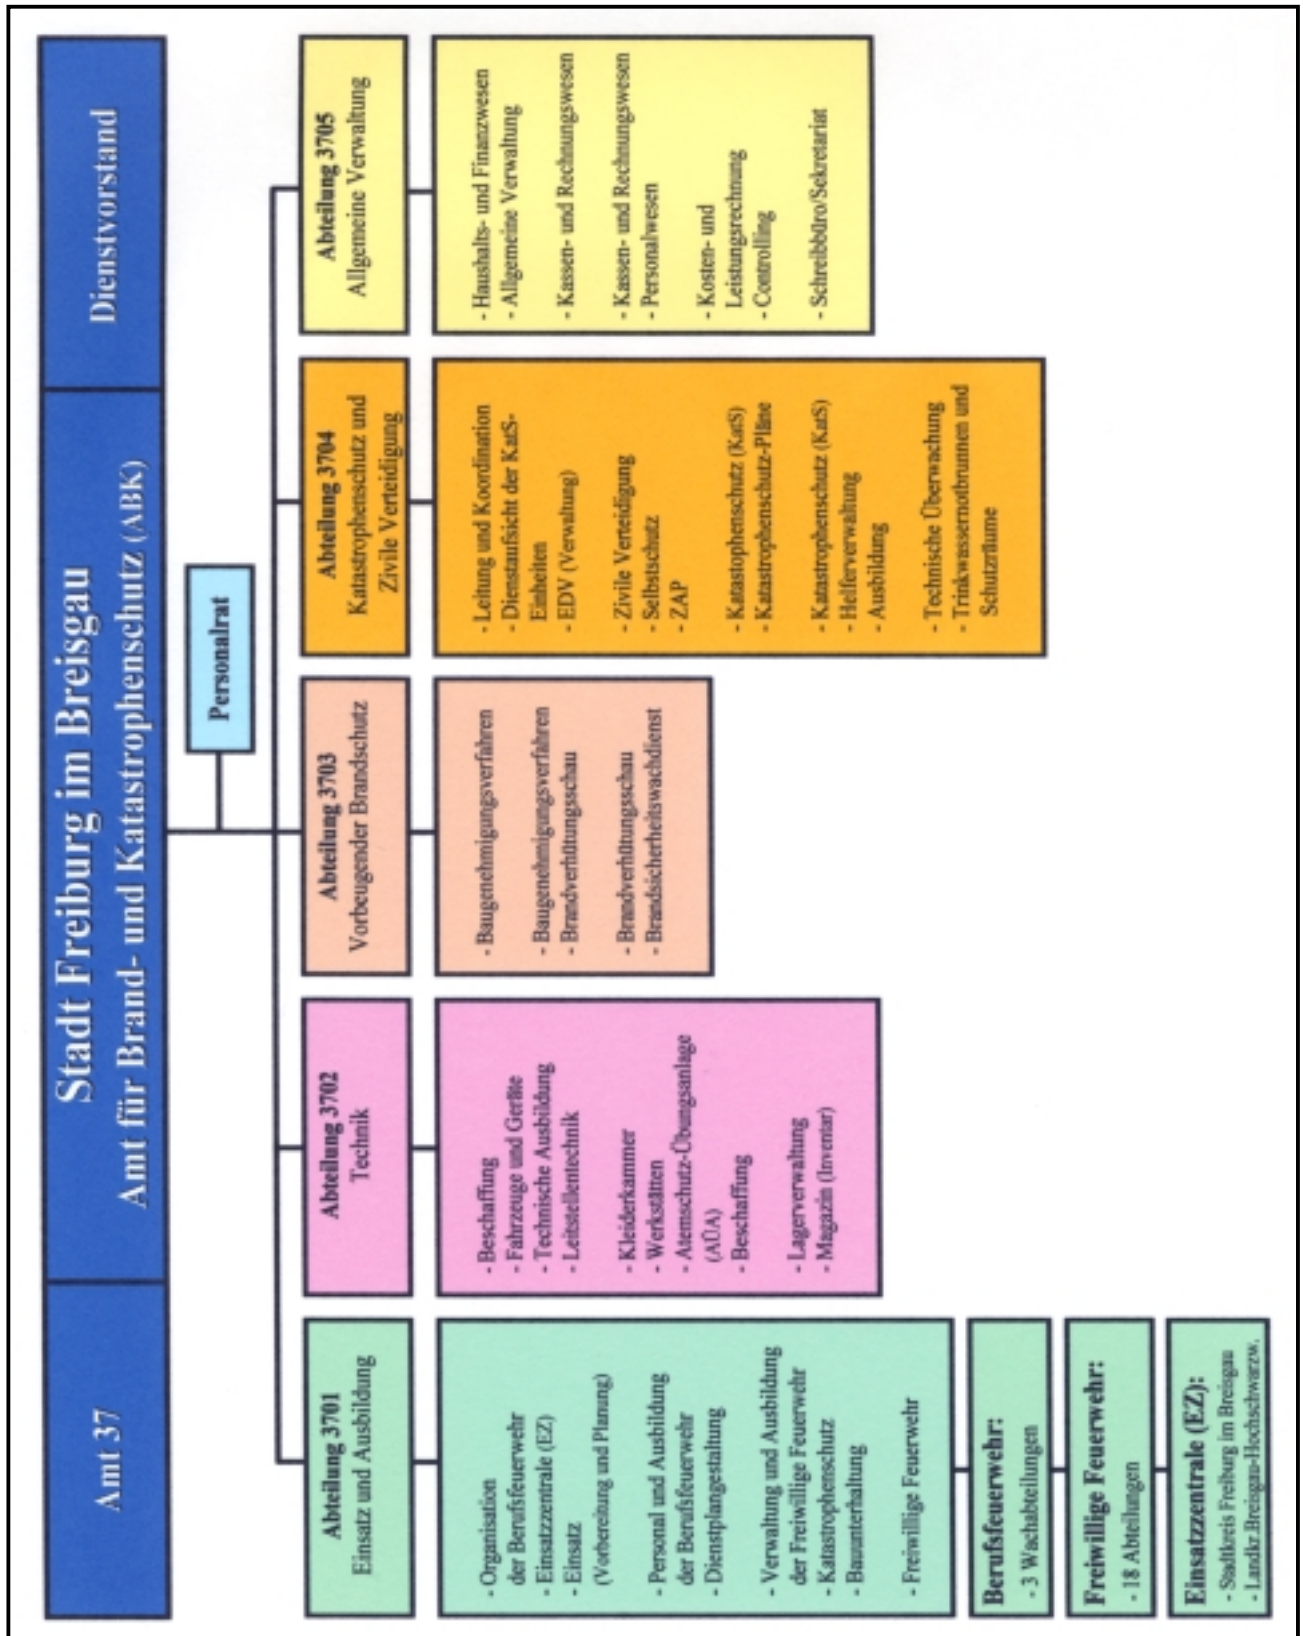 Amt 37
Stadt Freiburg im Breisgau
Amt für Brand- und Katastrophenschutz (ABK)
Dienstvorstand
Personalrat
Abteilung 3701
Einsatz und Ausbildung
- Organisation
der Berufsfeuerwehr
- Einsatzzentrale (EZ)
- Einsatz
(Vorbereitung und Planung)
- Personal und Ausbildung
der Berufsfeuerwehr
- Dienstplangestaltung
- Verwaltung und Ausbildung
der Freiwillige Feuerwehr
- Katastrophenschutz
- Bauunterhaltung
- Freiwillige Feuerwehr
Berufsfeuerwehr:
- 3 Wachabteilungen
Freiwillige Feuerwehr:
- 18 Abteilungen
Einsatzzentrale (EZ):
- Stadtkreis Freiburg im Breisgau
- Landkr.Breisgau-Hochschwarzw.
Abteilung 3702
Technik
- Beschaffung
- Fahrzeuge und Geräte
- Technische Ausbildung
- Leitstellentechnik
- Kleiderkammer
- Werkstätten
- Atemschutz-Übungsanlage
(AÜA)
- Beschaffung
- Lagerverwaltung
- Magazin (Inventar)
Abteilung 3703
Vorbeugender Brandschutz
- Baugenehmigungsverfahren
- Baugenehmigungsverfahren
- Brandverhütungsschau
- Brandverhütungsschau
- Brandsicherheitswachdienst
Abteilung 3704
Katastrophenschutz und
Zivile Verteidigung
- Leitung und Koordination
- Dienstaufsicht der KatS-
Einheiten
- EDV (Verwaltung)
- Zivile Verteidigung
- Selbstschutz
- ZAP
- Katastophenschutz (KatS)
- Katastrophenschutz-Pläne
- Katastrophenschutz (KatS)
- Helferverwaltung
- Ausbildung
- Technische Überwachung
- Trinkwassernotbrunnen und
Schutzräume
Abteilung 3705
Allgemeine Verwaltung
- Haushalts- und Finanzwesen
- Allgemeine Verwaltung
- Kassen- und Rechnungswesen
- Kassen- und Rechnungswesen
- Personalwesen
- Kosten- und
Leistungsrechnung
- Controlling
- Schreibbüro/Sekretariat